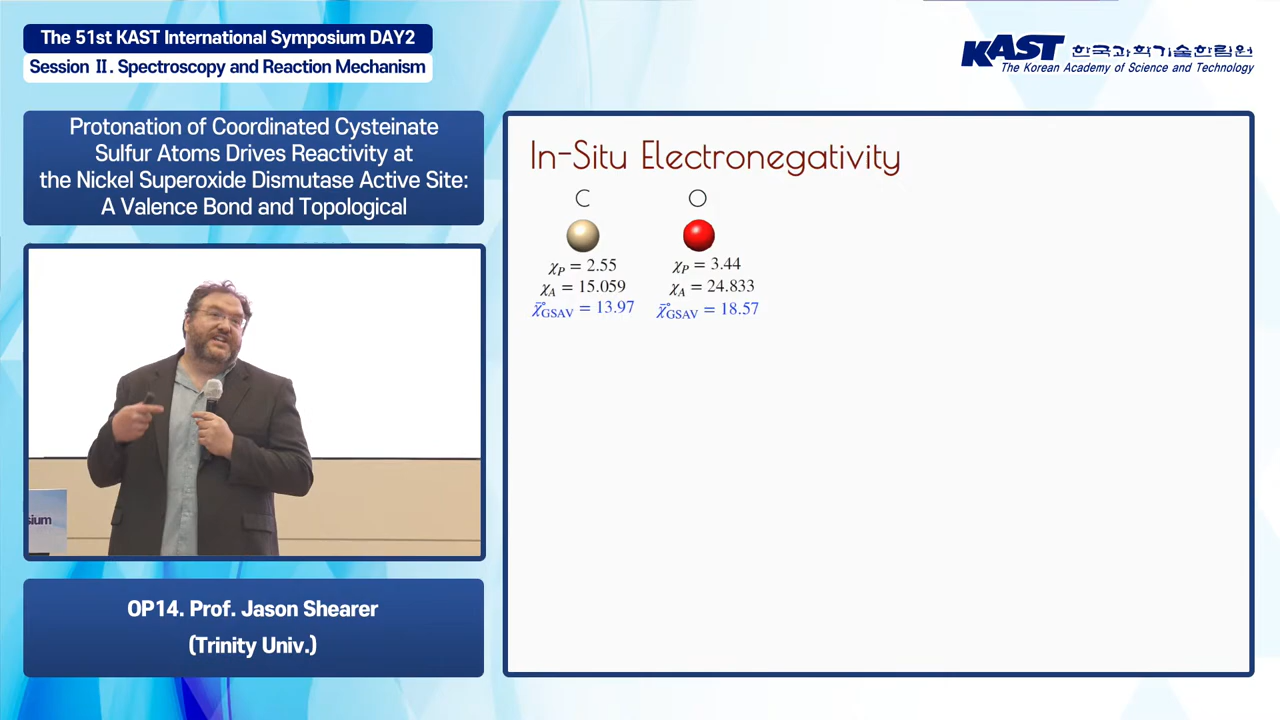 The 51st KAST International Symposium DAY2
Session Ⅱ. Spectroscopy and Reaction Mechanism
KAST 한국과학기술한림원
The Korean Academy of Science and Technology
Protonation of Coordinated Cysteinate
Sulfur Atoms Drives Reactivity at
the Nickel Superoxide Dismutase Active Site:
A Valence Bond and Topological
sium
OP14. Prof. Jason Shearer
(Trinity Univ.)
In-Situ Electronegativity
C O
χP = 2.55 χP = 3.44
χA = 15.059 χA = 24.833
χ̄°GSAV = 13.97 χ̄°GSAV = 18.57